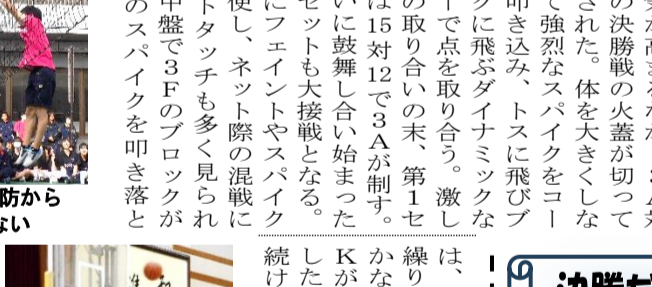 の決勝戦の火蓋が切って
された。体を大きくしな
て強烈なスパイクをコー
叩き込み、トスに飛びブ
クに飛ぶダイナミックな
ーで点を取り合う。激し
の取り合いの末、第１セ
は15対12で３Ａが制す。
いに鼓舞し合い始まった
セットも大接戦となる。
にフェイントやスパイク
使し、ネット際の混戦に
トタッチも多く見られ
中盤で３Ｆのブロックが
のスパイクを叩き落と
は、
繰り
かな
Ｋが
した
続け
防から
ない
決勝